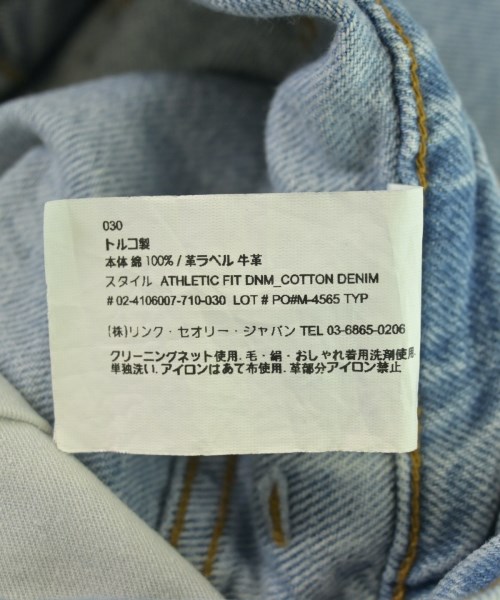 030
トルコ製
本体 綿 100% / 革ラベル 牛革
スタイル ATHLETIC FIT DNM_COTTON DENIM
# 02-4106007-710-030 LOT # PO#M-4565 TYP
(株)リンク・セオリー・ジャパン TEL 03-6865-0206
クリーニングネット使用. 毛・絹・おしゃれ着用洗剤使用.
単独洗い. アイロンはあて布使用. 革部分アイロン禁止